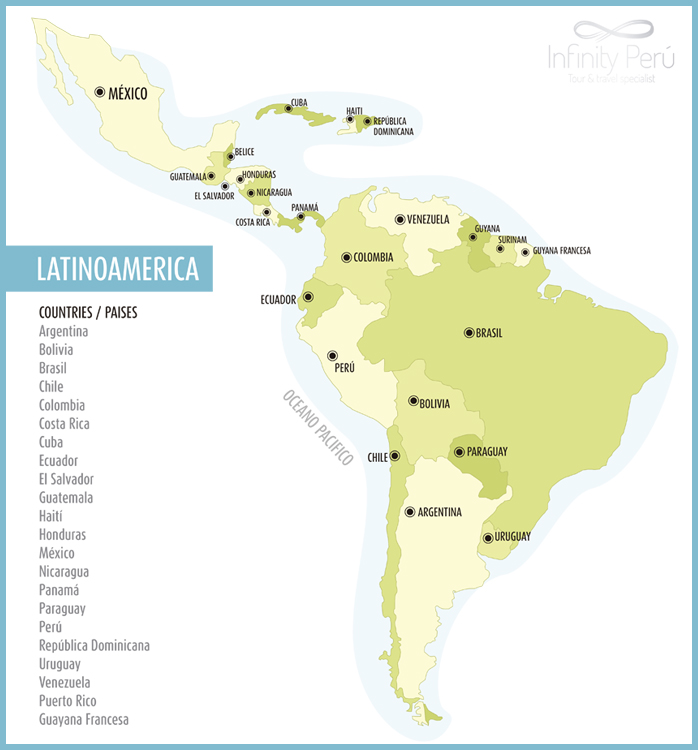 Infinity Perú
Tour & travel specialist
MÉXICO
CUBA
HAITI
REPÚBLICA
DOMINICANA
BELICE
GUATEMALA
HONDURAS
EL SALVADOR
NICARAGUA
COSTA RICA
PANAMÁ
VENEZUELA
GUYANA
SURINAM
GUYANA FRANCESA
COLOMBIA
ECUADOR
BRASIL
PERÚ
BOLIVIA
OCEANO PACIFICO
CHILE
PARAGUAY
ARGENTINA
URUGUAY
LATINOAMERICA
COUNTRIES / PAISES
Argentina
Bolivia
Brasil
Chile
Colombia
Costa Rica
Cuba
Ecuador
El Salvador
Guatemala
Haití
Honduras
México
Nicaragua
Panamá
Paraguay
Perú
República Dominicana
Uruguay
Venezuela
Puerto Rico
Guayana Francesa